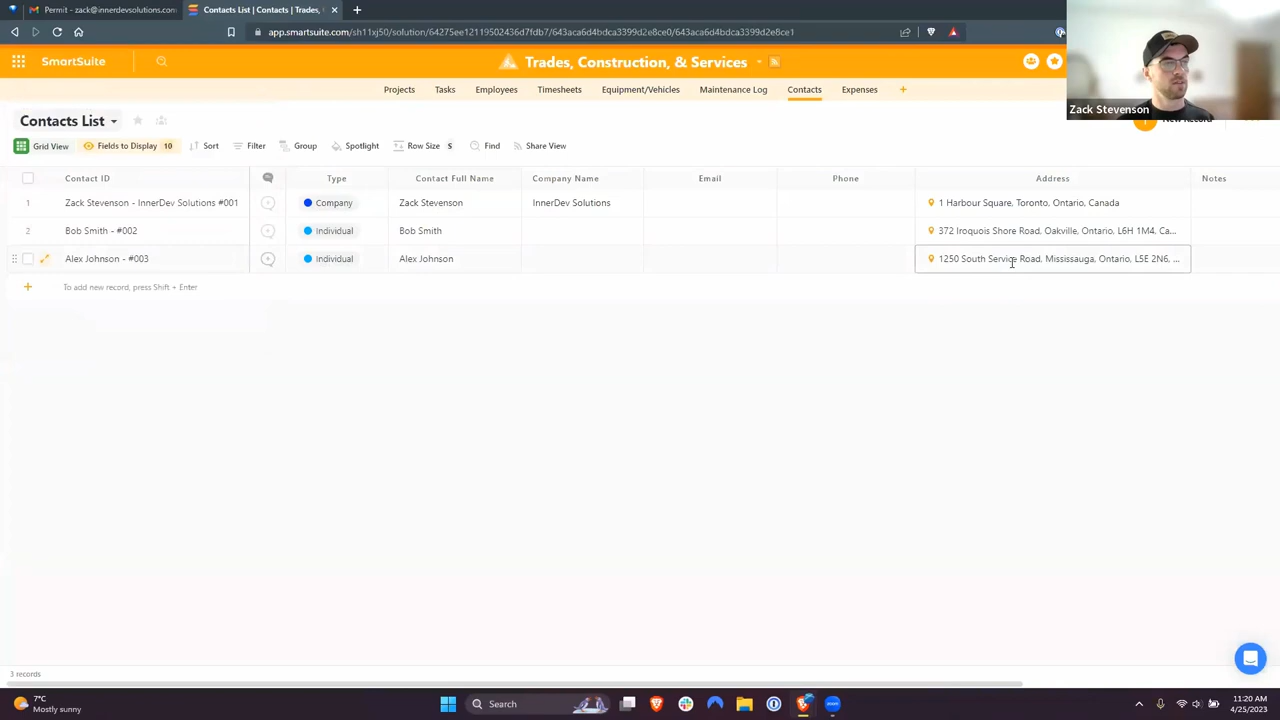 Permit - zack@innerdevsolutions.com
Contacts List | Contacts | Trades,
app.smartsuite.com/sh11xj50/solution/64275ee12119502436d7fdb7/643aca6d4bdca3399d2e8ce0/643aca6d4bdca3399d2e8ce1
SmartSuite
Trades, Construction, & Services
Projects Tasks Employees Timesheets Equipment/Vehicles Maintenance Log Contacts Expenses
Zack Stevenson
Contacts List
New Record
Grid View Fields to Display 10 Sort Filter Group Spotlight Row Size S Find Share View
Contact ID Type Contact Full Name Company Name Email Phone Address Notes
1 Zack Stevenson - InnerDev Solutions #001 Company Zack Stevenson InnerDev Solutions 1 Harbour Square, Toronto, Ontario, Canada
2 Bob Smith - #002 Individual Bob Smith 372 Iroquois Shore Road, Oakville, Ontario, L6H 1M4, Ca...
Alex Johnson - #003 Individual Alex Johnson 1250 South Service Road, Mississauga, Ontario, L5E 2N6, ...
To add new record, press Shift + Enter
3 records
7°C
Mostly sunny
Search
11:20 AM
4/25/2023